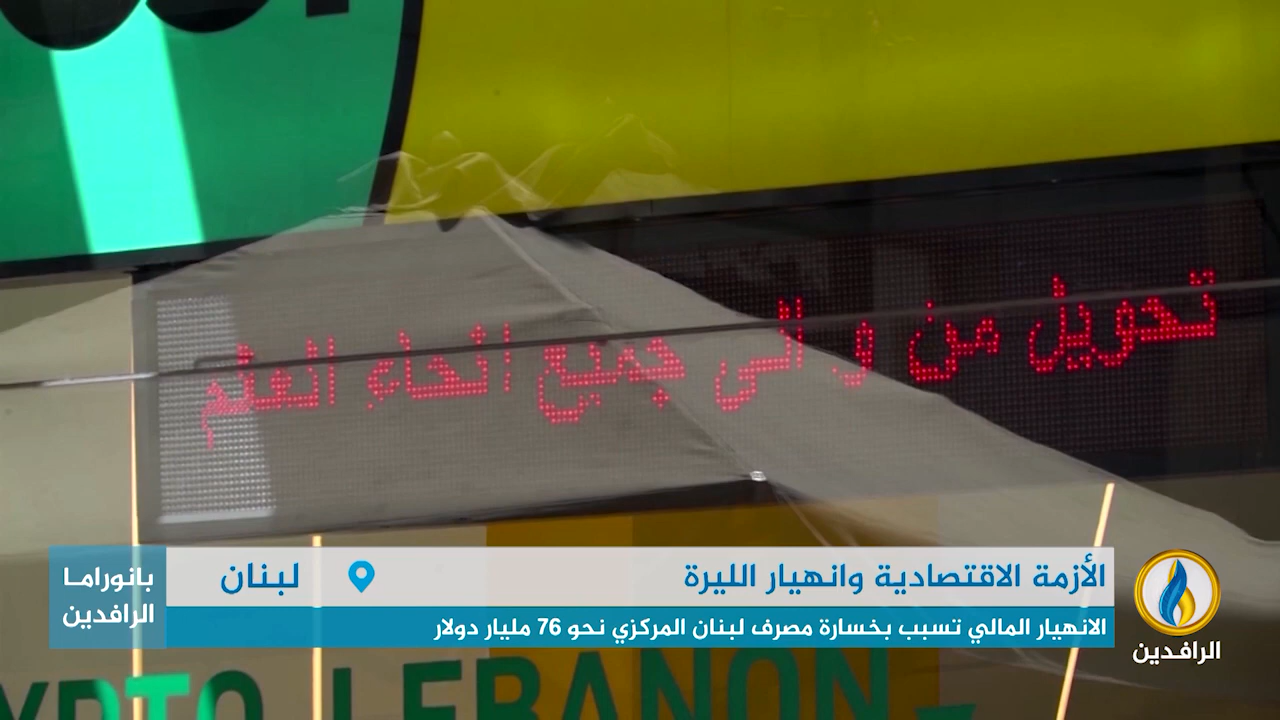 تحويل من و الى جميع انحاء العالم
الأزمة الاقتصادية وانهيار الليرة
لبنان
الانهيار المالي تسبب بخسارة مصرف لبنان المركزي نحو 76 مليار دولار
بانوراما
الرافدين
الرافدين
LEBANON